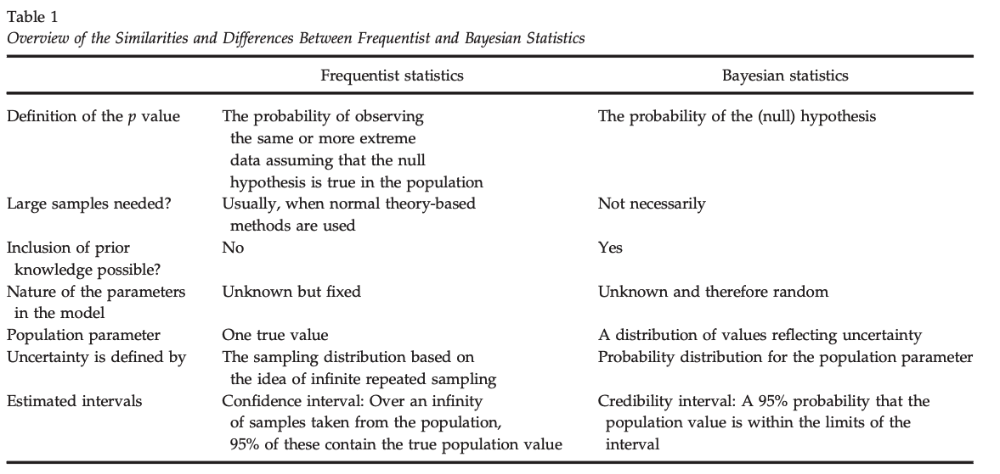 Table 1
Overview of the Similarities and Differences Between Frequentist and Bayesian Statistics
Frequentist statistics
Bayesian statistics
Definition of the p value
The probability of observing
the same or more extreme
data assuming that the null
hypothesis is true in the population
The probability of the (null) hypothesis
Large samples needed?
Usually, when normal theory-based
methods are used
Not necessarily
Inclusion of prior
knowledge possible?
No
Yes
Nature of the parameters
in the model
Unknown but fixed
Unknown and therefore random
Population parameter
One true value
A distribution of values reflecting uncertainty
Uncertainty is defined by
The sampling distribution based on
the idea of infinite repeated sampling
Probability distribution for the population parameter
Estimated intervals
Confidence interval: Over an infinity
of samples taken from the population,
95% of these contain the true population value
Credibility interval: A 95% probability that the
population value is within the limits of the
interval